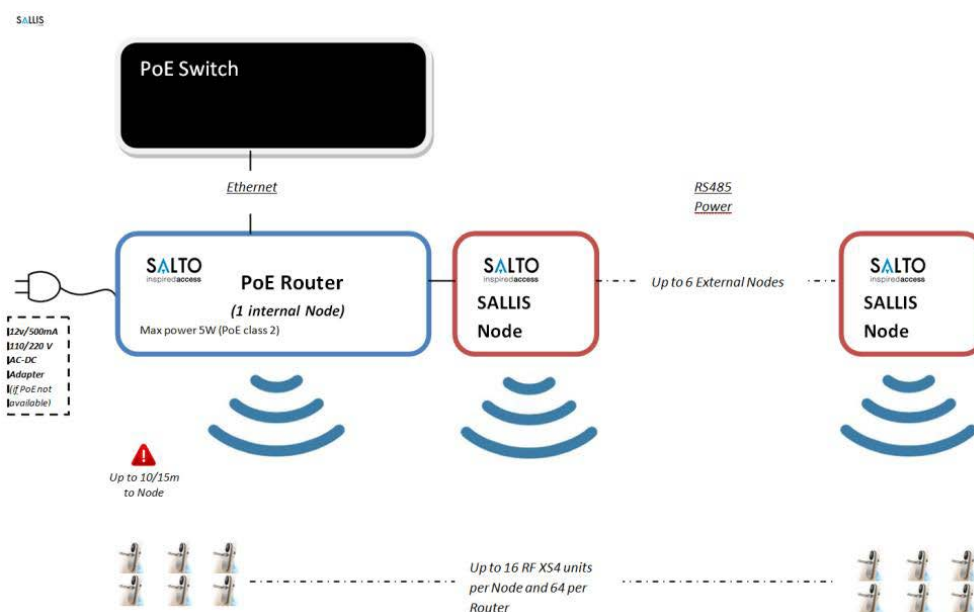 SALLIS
PoE Switch
Ethernet
RS485
Power
SALTO
inspiredaccess
PoE Router
(1 internal Node)
Max power 5W (PoE class 2)
SALTO
inspiredaccess
SALLIS
Node
Up to 6 External Nodes
SALTO
inspiredaccess
SALLIS
Node
12v/500mA
110/220 V
AC-DC
Adapter
(if PoE not
available)
Up to 10/15m
to Node
Up to 16 RF XS4 units
per Node and 64 per
Router